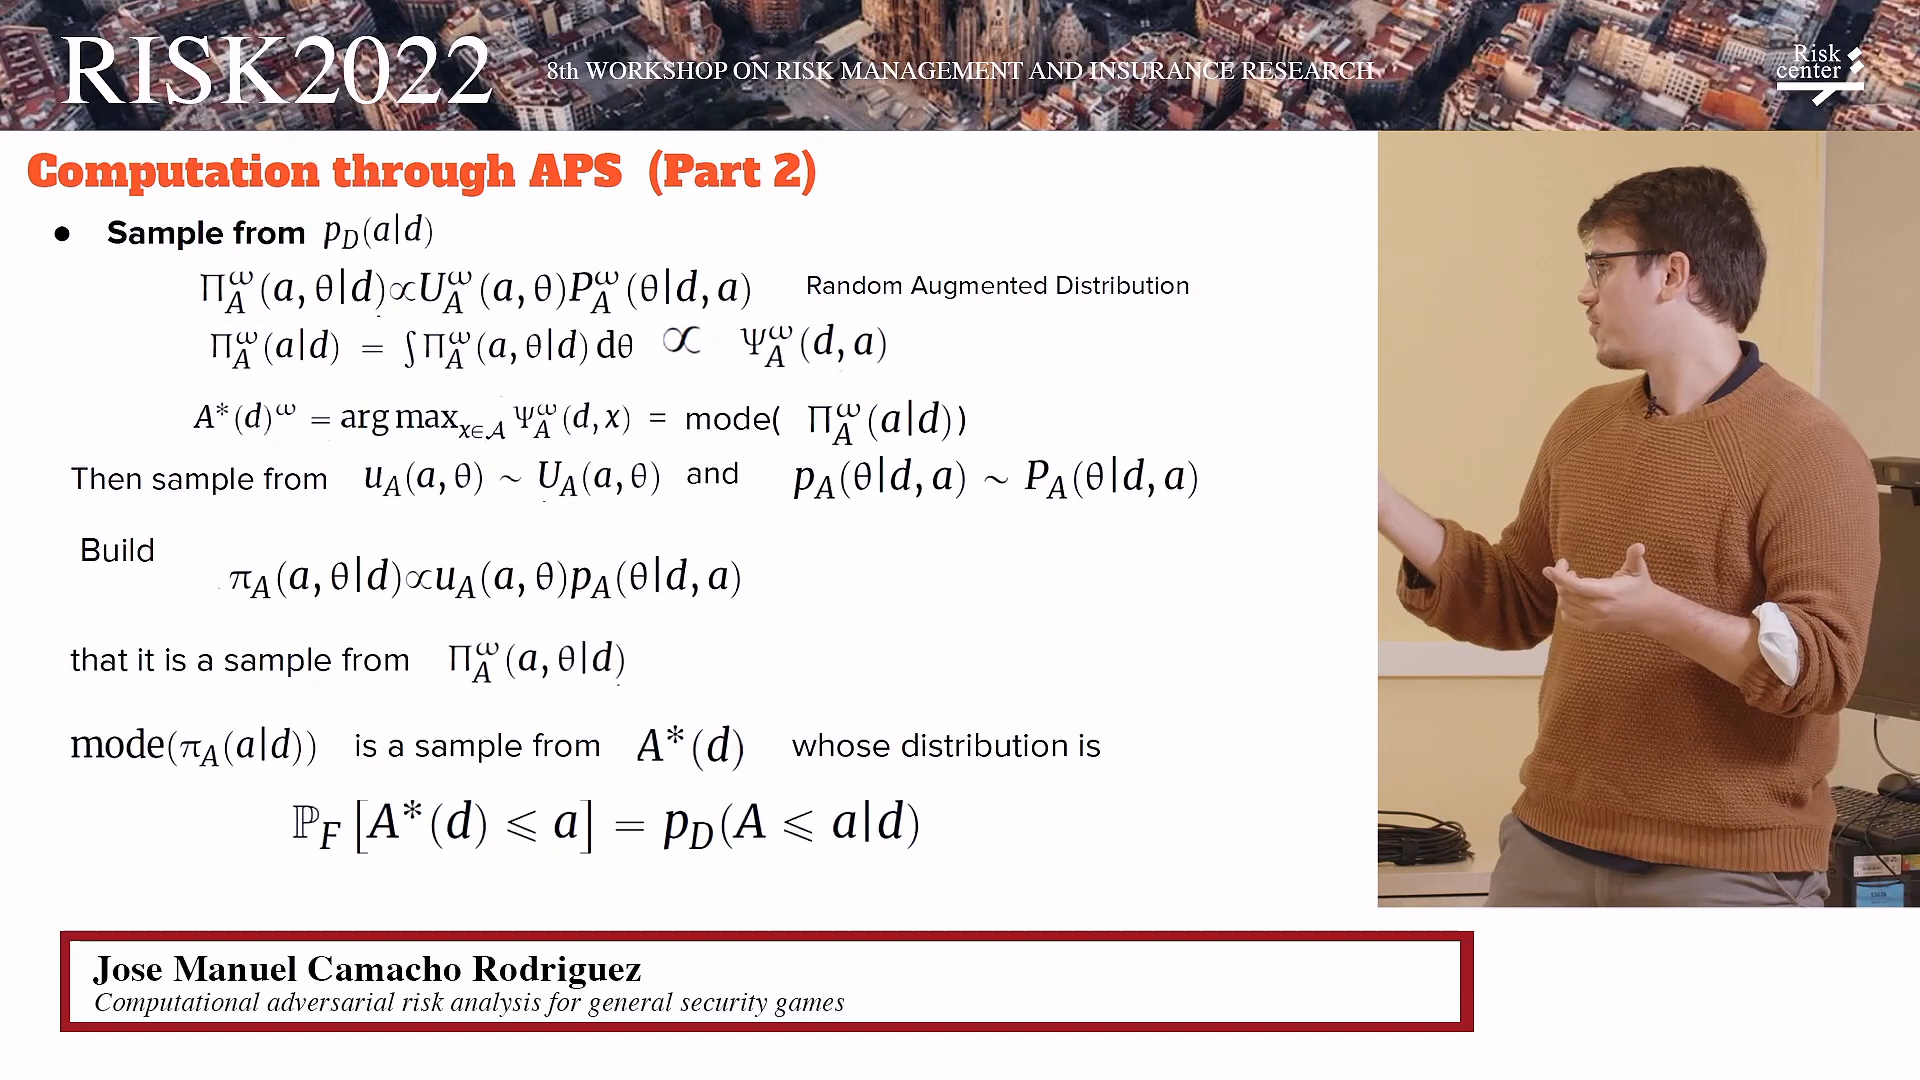 RISK2022
8th WORKSHOP ON RISK MANAGEMENT AND INSURANCE RESEARCH
Risk
center
Computation through APS (Part 2)
● Sample from p_D(a|d)
Π_A^ω(a, θ|d)∝U_A^ω(a, θ)P_A^ω(θ|d, a) Random Augmented Distribution
Π_A^ω(a|d) = ∫Π_A^ω(a, θ|d) dθ ∝ Ψ_A^ω(d, a)
A*(d)^ω = arg max_{x∈𝒜} Ψ_A^ω(d, x) = mode( Π_A^ω(a|d))
Then sample from u_A(a, θ) ∼ U_A(a, θ) and p_A(θ|d, a) ∼ P_A(θ|d, a)
Build
π_A(a, θ|d)∝u_A(a, θ)p_A(θ|d, a)
that it is a sample from Π_A^ω(a, θ|d)
mode(π_A(a|d)) is a sample from A*(d) whose distribution is
ℙ_F [A*(d) ⩽ a] = p_D(A ⩽ a|d)
Jose Manuel Camacho Rodriguez
Computational adversarial risk analysis for general security games